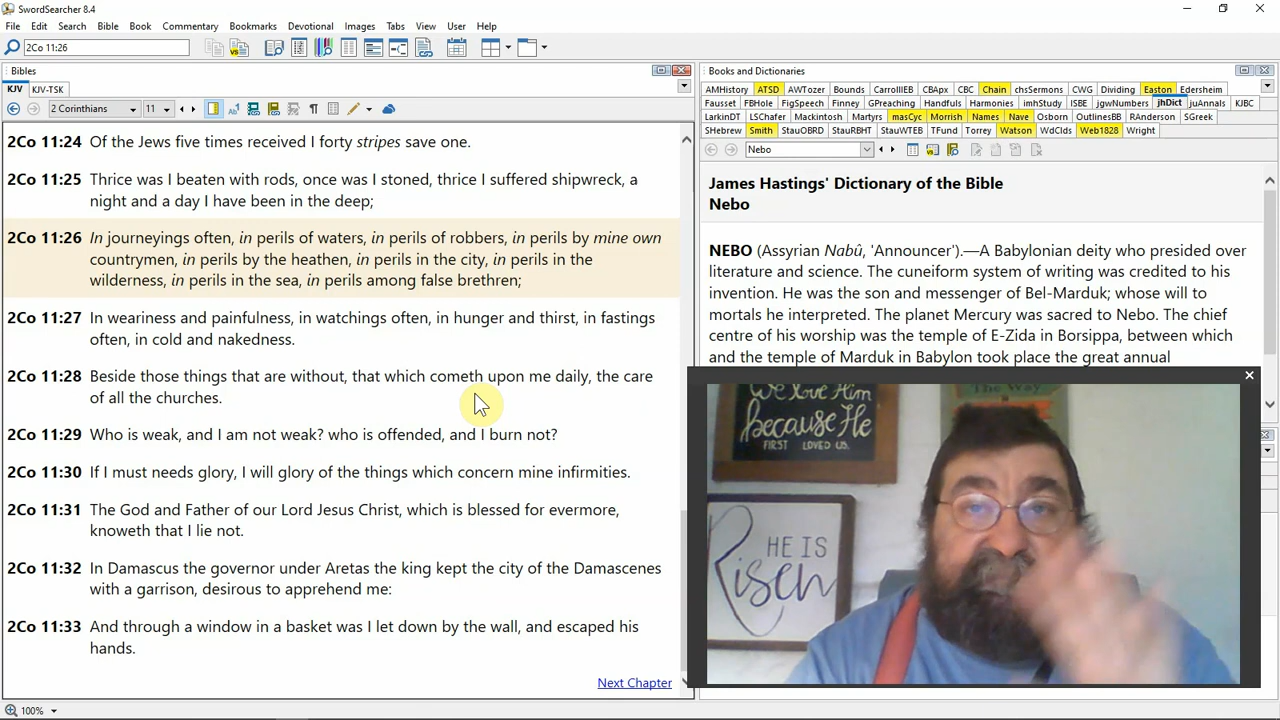 SwordSearcher 8.4
File Edit Search Bible Book Commentary Bookmarks Devotional Images Tabs View User Help
2Co 11:26
Bibles
KJV KJV-TSK
2 Corinthians 11
2Co 11:24 Of the Jews five times received I forty stripes save one.
2Co 11:25 Thrice was I beaten with rods, once was I stoned, thrice I suffered shipwreck, a
night and a day I have been in the deep;
2Co 11:26 In journeyings often, in perils of waters, in perils of robbers, in perils by mine own
countrymen, in perils by the heathen, in perils in the city, in perils in the
wilderness, in perils in the sea, in perils among false brethren;
2Co 11:27 In weariness and painfulness, in watchings often, in hunger and thirst, in fastings
often, in cold and nakedness.
2Co 11:28 Beside those things that are without, that which cometh upon me daily, the care
of all the churches.
2Co 11:29 Who is weak, and I am not weak? who is offended, and I burn not?
2Co 11:30 If I must needs glory, I will glory of the things which concern mine infirmities.
2Co 11:31 The God and Father of our Lord Jesus Christ, which is blessed for evermore,
knoweth that I lie not.
2Co 11:32 In Damascus the governor under Aretas the king kept the city of the Damascenes
with a garrison, desirous to apprehend me:
2Co 11:33 And through a window in a basket was I let down by the wall, and escaped his
hands.
Next Chapter
100%
Books and Dictionaries
AMHistory ATSD AWTozer Bounds CarrollEB CBApx CBC Chain chsSermons CWG Dividing Easton Edersheim
Fausset FBHole FigSpeech Finney GPreaching Handfuls Harmonies imhStudy ISBE jgwNumbers jhDict juAnnals KJBC
LarkinDT LSChafer Mackintosh Martyrs masCyc Morrish Names Nave Osborn OutlinesBB RAnderson SGreek
SHebrew Smith StauOBRD StauRBHT StauWTEB TFund Torrey Watson WdClds Web1828 Wright
Nebo
James Hastings' Dictionary of the Bible
Nebo
NEBO (Assyrian Nabû, 'Announcer').—A Babylonian deity who presided over
literature and science. The cuneiform system of writing was credited to his
invention. He was the son and messenger of Bel-Marduk; whose will to
mortals he interpreted. The planet Mercury was sacred to Nebo. The chief
centre of his worship was the temple of E-Zida in Borsippa, between which
and the temple of Marduk in Babylon took place the great annual
We love Him
because He
FIRST LOVED US.
The Way
HE IS
Risen